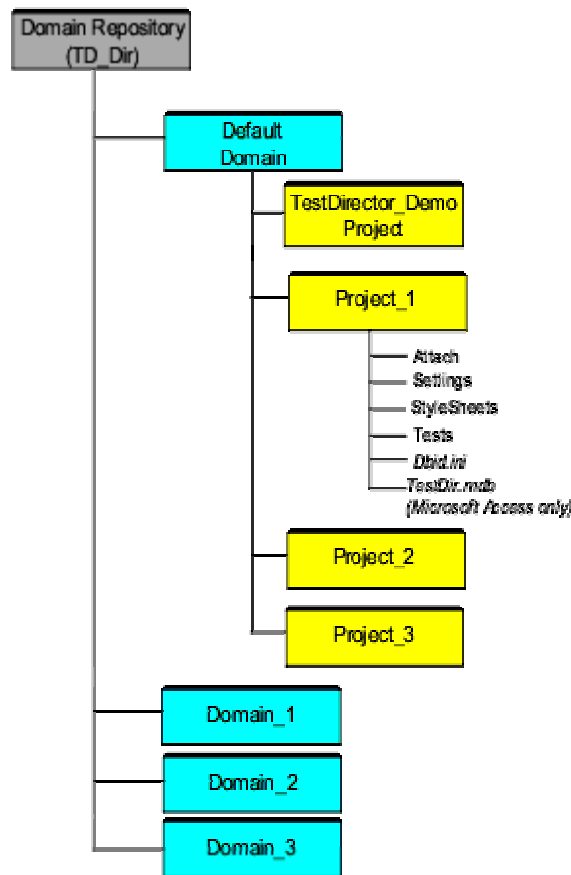 Domain Repository
(TD_Dir)
Default
Domain
TestDirector_Demo
Project
Project_1
Attach
Settings
StyleSheets
Tests
Dbid.ini
TestDir.mdb
(Microsoft Access only)
Project_2
Project_3
Domain_1
Domain_2
Domain_3